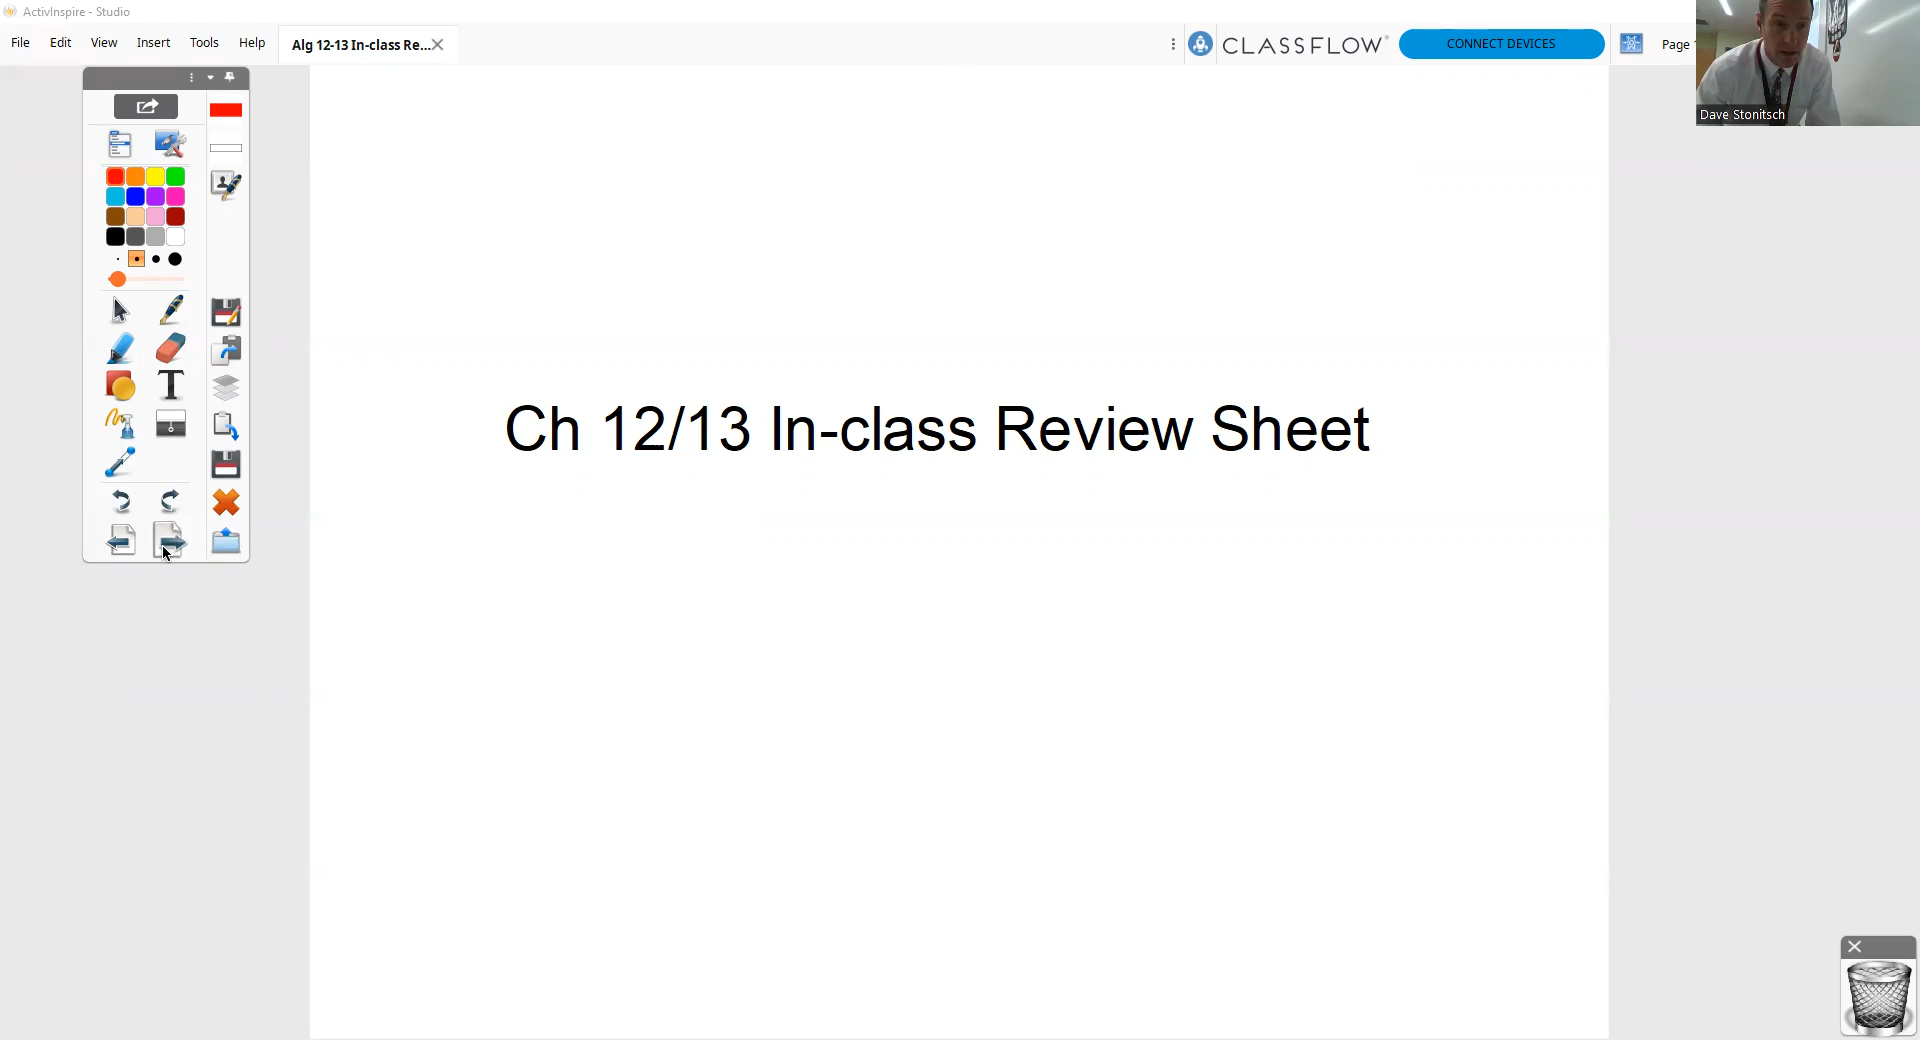 ActivInspire - Studio
File Edit View Insert Tools Help
Alg 12-13 In-class Re...
CLASSFLOW
CONNECT DEVICES
Page
Dave Stonitsch
Ch 12/13 In-class Review Sheet